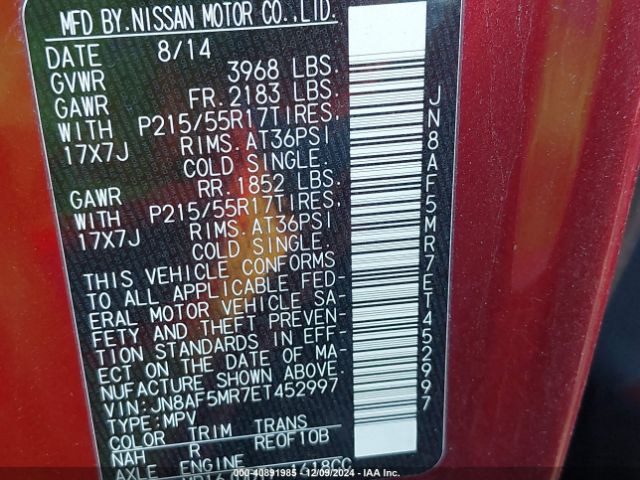 MFD BY.NISSAN MOTOR CO.,LTD.
DATE 8/14
GVWR 3968 LBS.
GAWR FR.2183 LBS.
WITH P215/55R17TIRES.
17X7J RIMS.AT36PSI
COLD SINGLE.
GAWR RR.1852 LBS.
WITH P215/55R17TIRES.
17X7J RIMS.AT36PSI
COLD SINGLE.
THIS VEHICLE CONFORMS
TO ALL APPLICABLE FED-
ERAL MOTOR VEHICLE SA-
FETY AND THEFT PREVEN-
TION STANDARDS IN EFF-
ECT ON THE DATE OF MA-
NUFACTURE SHOWN ABOVE.
VIN:JN8AF5MR7ET452997
TYPE:MPV
COLOR TRIM TRANS
NAH R RE0F10B
AXLE ENGINE
1618CC
JN8AF5MR7ET452997
000-40891985 - 12/09/2024 - IAA.com